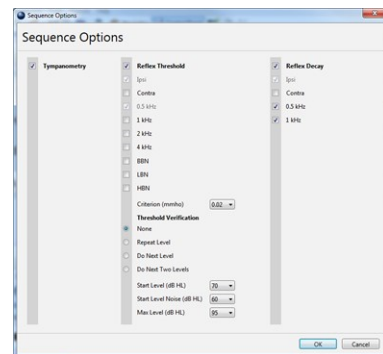 Sequence Options
Sequence Options
Tympanometry
Reflex Threshold
Ipsi
Contra
0.5 kHz
1 kHz
2 kHz
4 kHz
BBN
LBN
HBN
Criterion (mmho) 0.02
Threshold Verification
None
Repeat Level
Do Next Level
Do Next Two Levels
Start Level (dB HL) 70
Start Level Noise (dB HL) 60
Max Level (dB HL) 95
Reflex Decay
Ipsi
Contra
0.5 kHz
1 kHz
OK Cancel